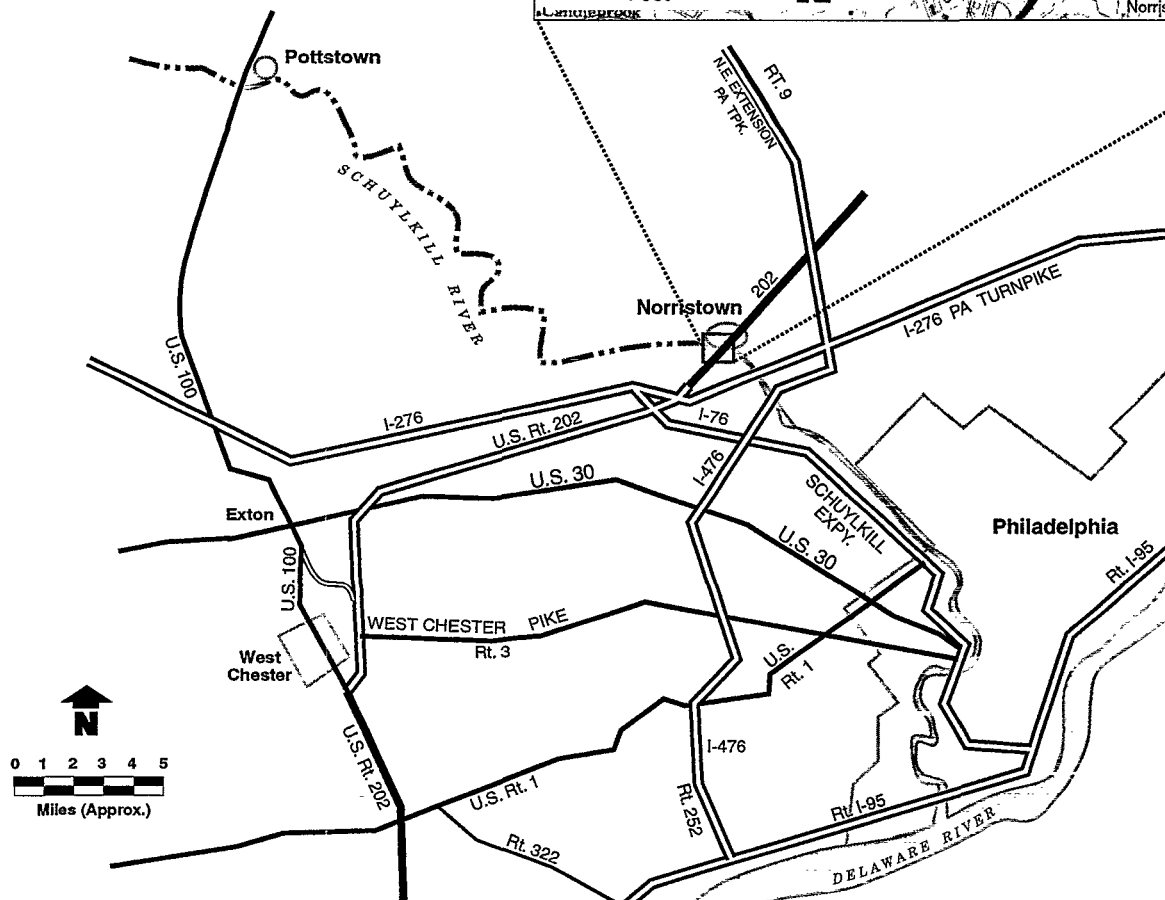 Norris
Pottstown
RT. 9
N.E. EXTENSION
PA TPK.
SCHUYLKILL RIVER
202
Norristown
I-276 PA TURNPIKE
U.S. 100
I-276
U.S. Rt. 202
I-76
I-476
U.S. 30
SCHUYLKILL
EXPY.
Exton
Philadelphia
U.S. 30
Rt. I-95
U.S. 100
WEST CHESTER PIKE
Rt. 3
West
Chester
U.S.
Rt. 1
N
0 1 2 3 4 5
Miles (Approx.)
U.S. Rt. 202
I-476
U.S. Rt. 1
Rt. 252
Rt. I-95
Rt. 322
DELAWARE RIVER